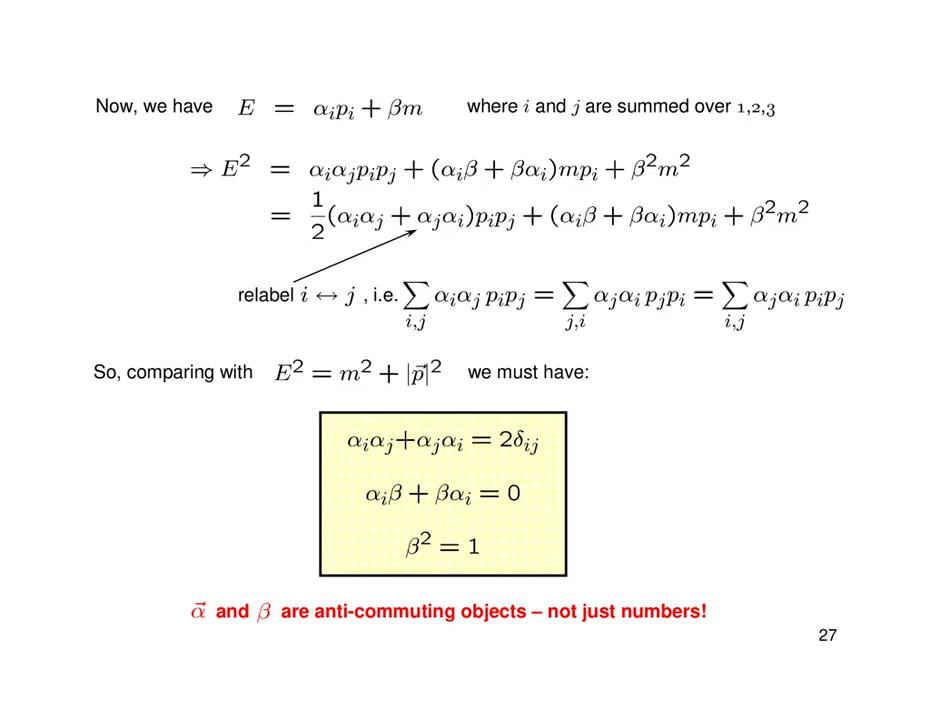 Now, we have E = αᵢpᵢ + βm where i and j are summed over 1,2,3
⇒ E² = αᵢαⱼpᵢpⱼ + (αᵢβ + βαᵢ)mpᵢ + β²m²
= 1/2 (αᵢαⱼ + αⱼαᵢ)pᵢpⱼ + (αᵢβ + βαᵢ)mpᵢ + β²m²
relabel i ↔ j , i.e. ∑_{i,j} αᵢαⱼ pᵢpⱼ = ∑_{j,i} αⱼαᵢ pⱼpᵢ = ∑_{i,j} αⱼαᵢ pᵢpⱼ
So, comparing with E² = m² + |p⃗|² we must have:
αᵢαⱼ+αⱼαᵢ = 2δᵢⱼ
αᵢβ + βαᵢ = 0
β² = 1
α⃗ and β are anti-commuting objects – not just numbers!
27